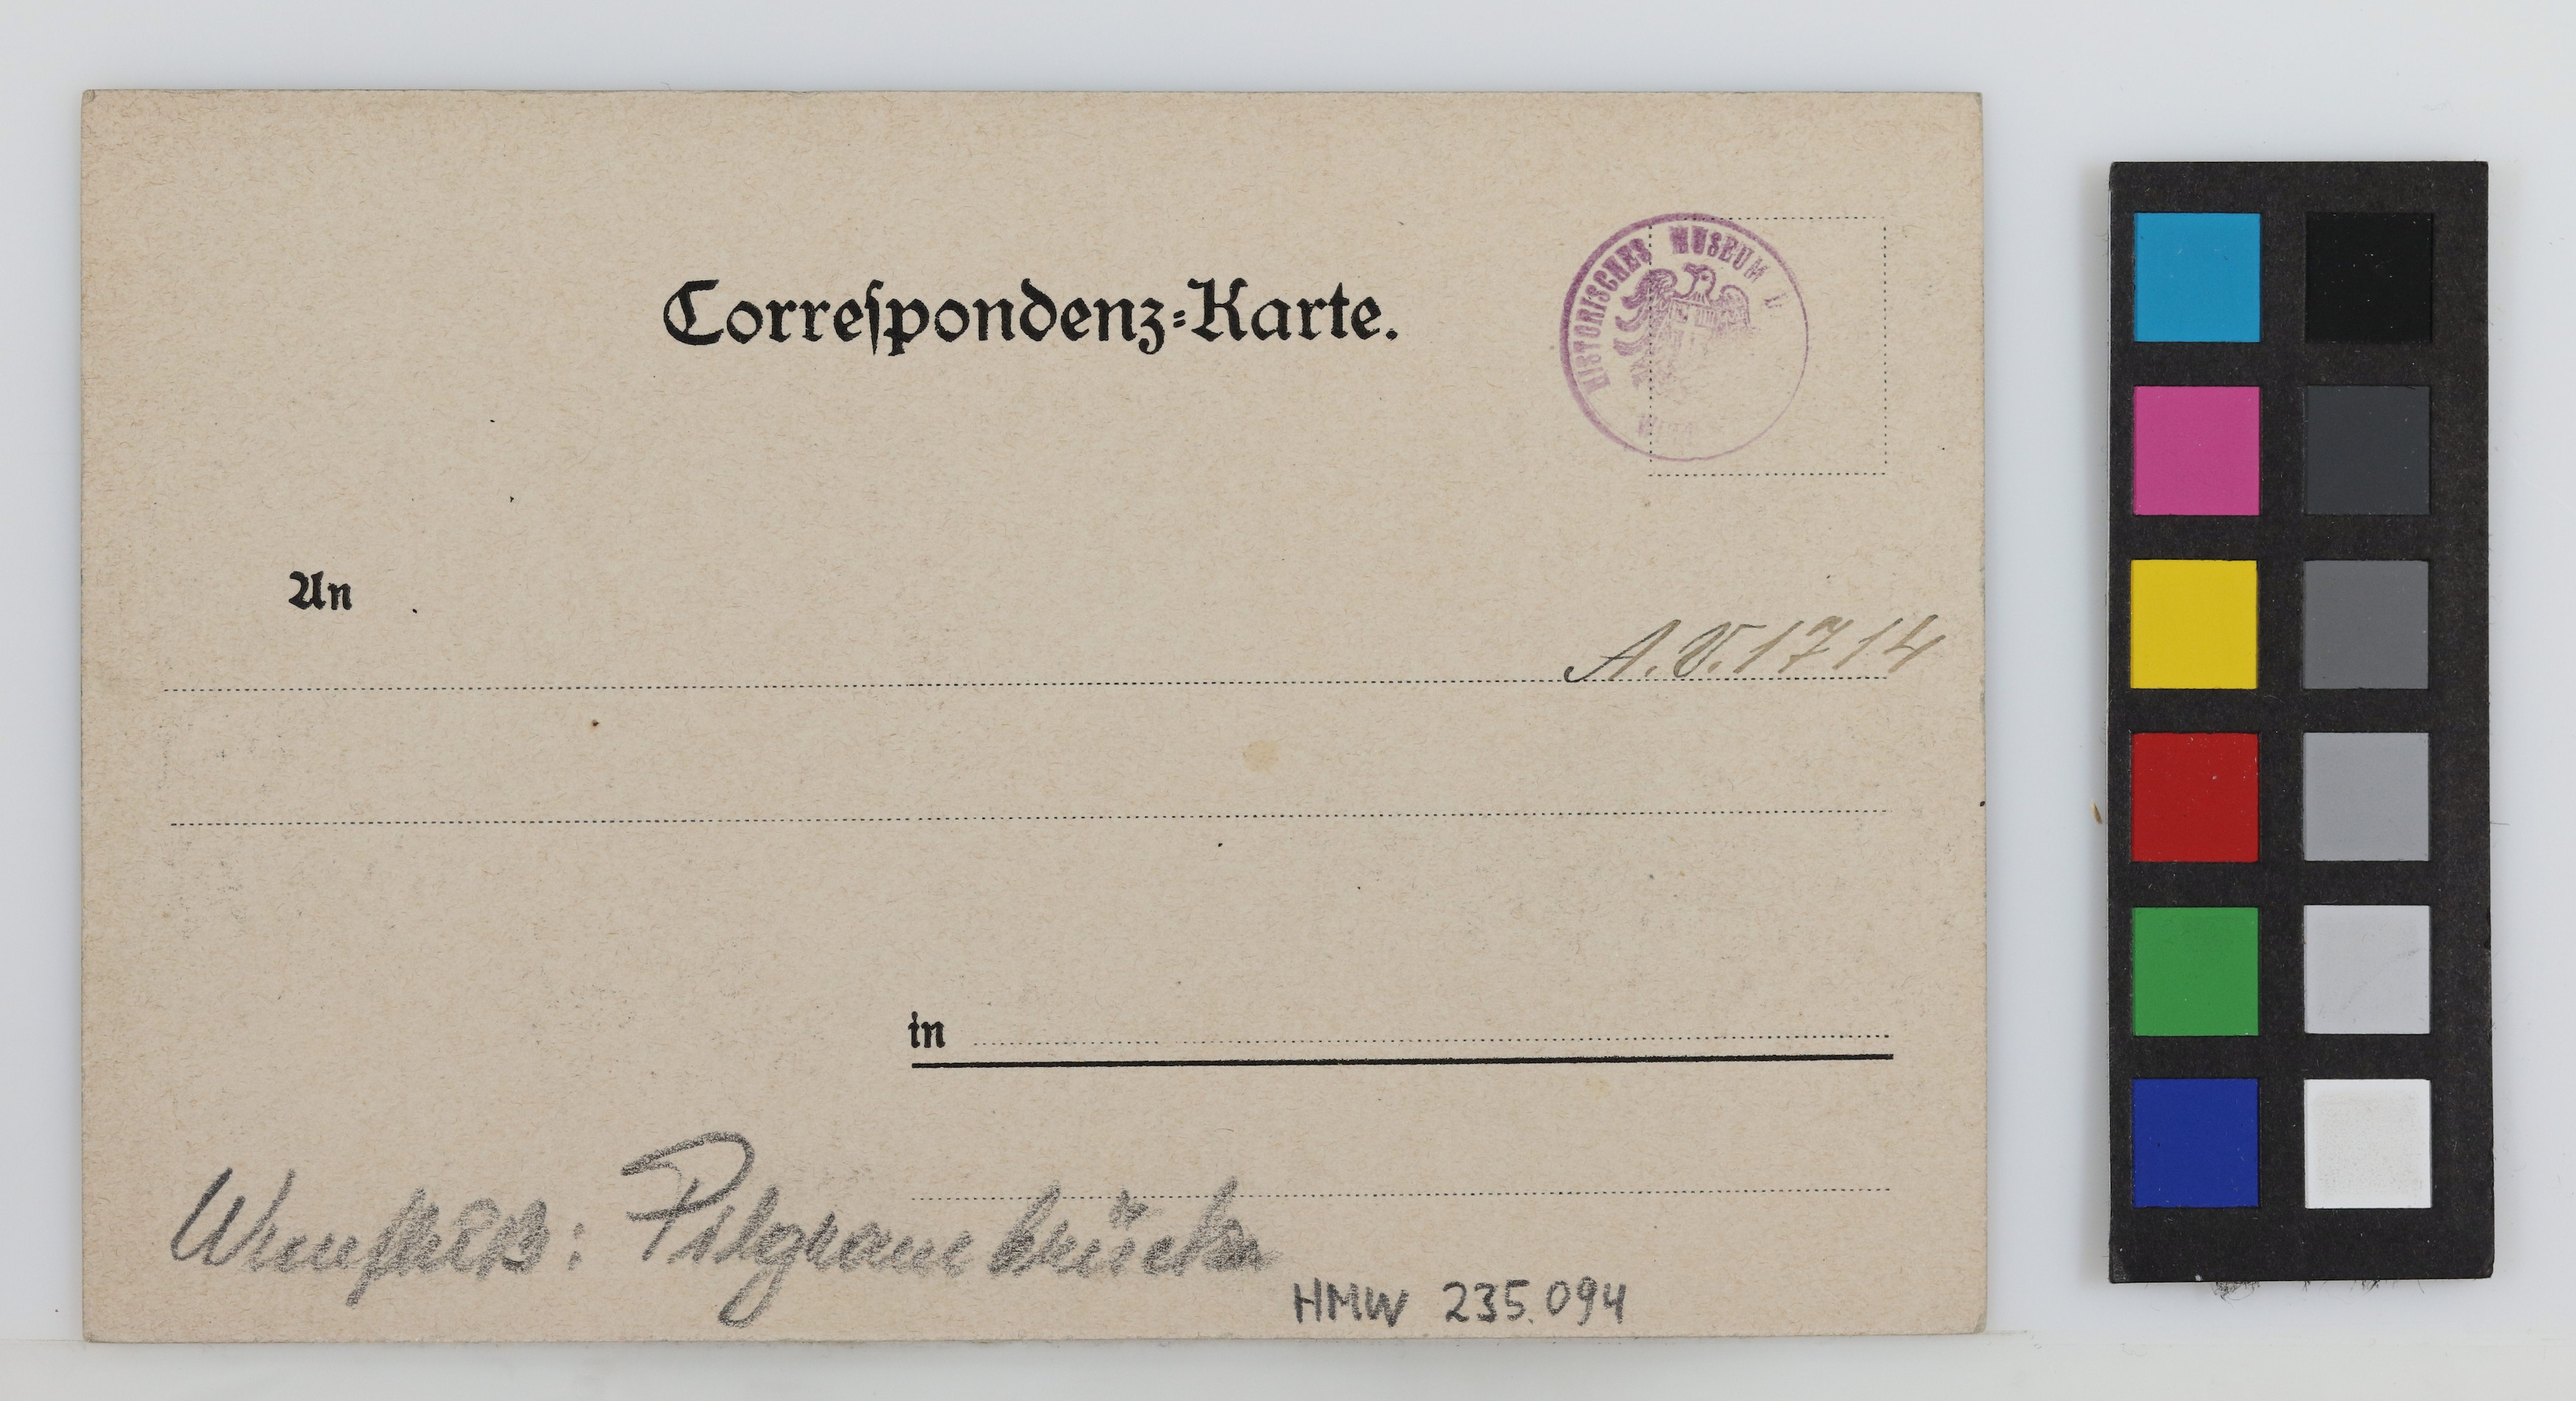 Correſpondenz=Karte.
HISTORISCHES MUSEUM
An
A.V. 1714
in
Pilgrambrücke
HMW 235.094